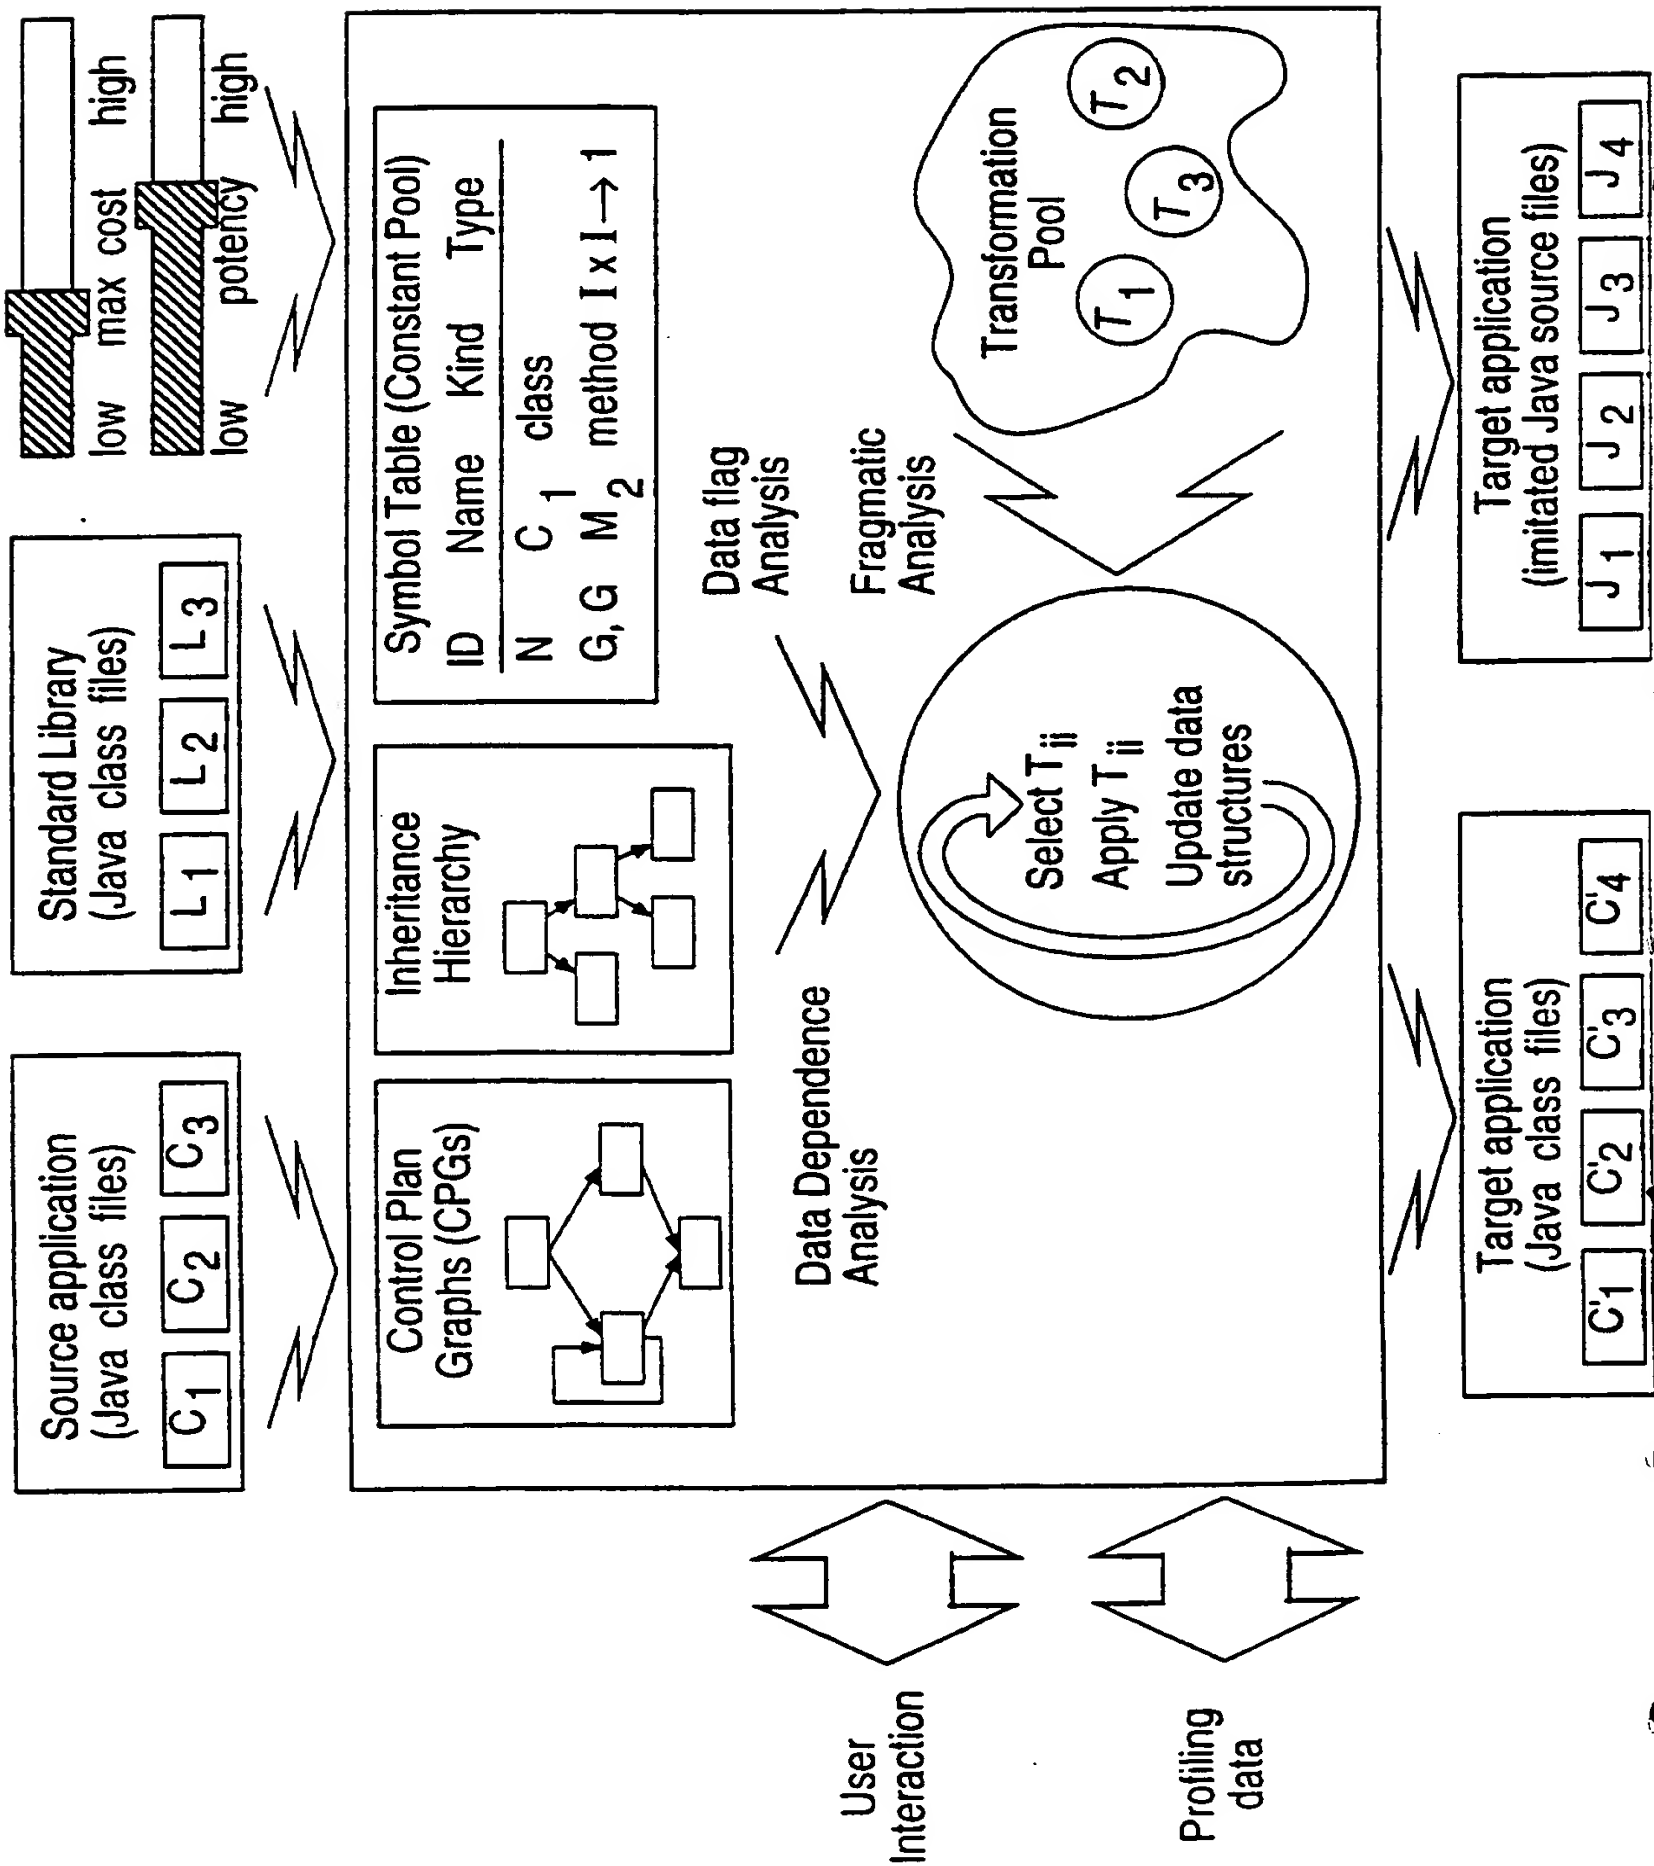 Source application
(Java class files)
C1 C2 C3
Standard Library
(Java class files)
L1 L2 L3
low max cost high
low potency high
Control Plan
Graphs (CPGs)
Inheritance
Hierarchy
Symbol Table (Constant Pool)
ID Name Kind Type
N C1 class
G, G M2 method I x I → 1
Data Dependence
Analysis
Data flag
Analysis
Fragmatic
Analysis
Select Tii
Apply Tii
Update data
structures
Transformation
Pool
T1 T3 T2
User
Interaction
Profiling
data
Target application
(Java class files)
C'1 C'2 C'3 C'4
Target application
(imitated Java source files)
J1 J2 J3 J4